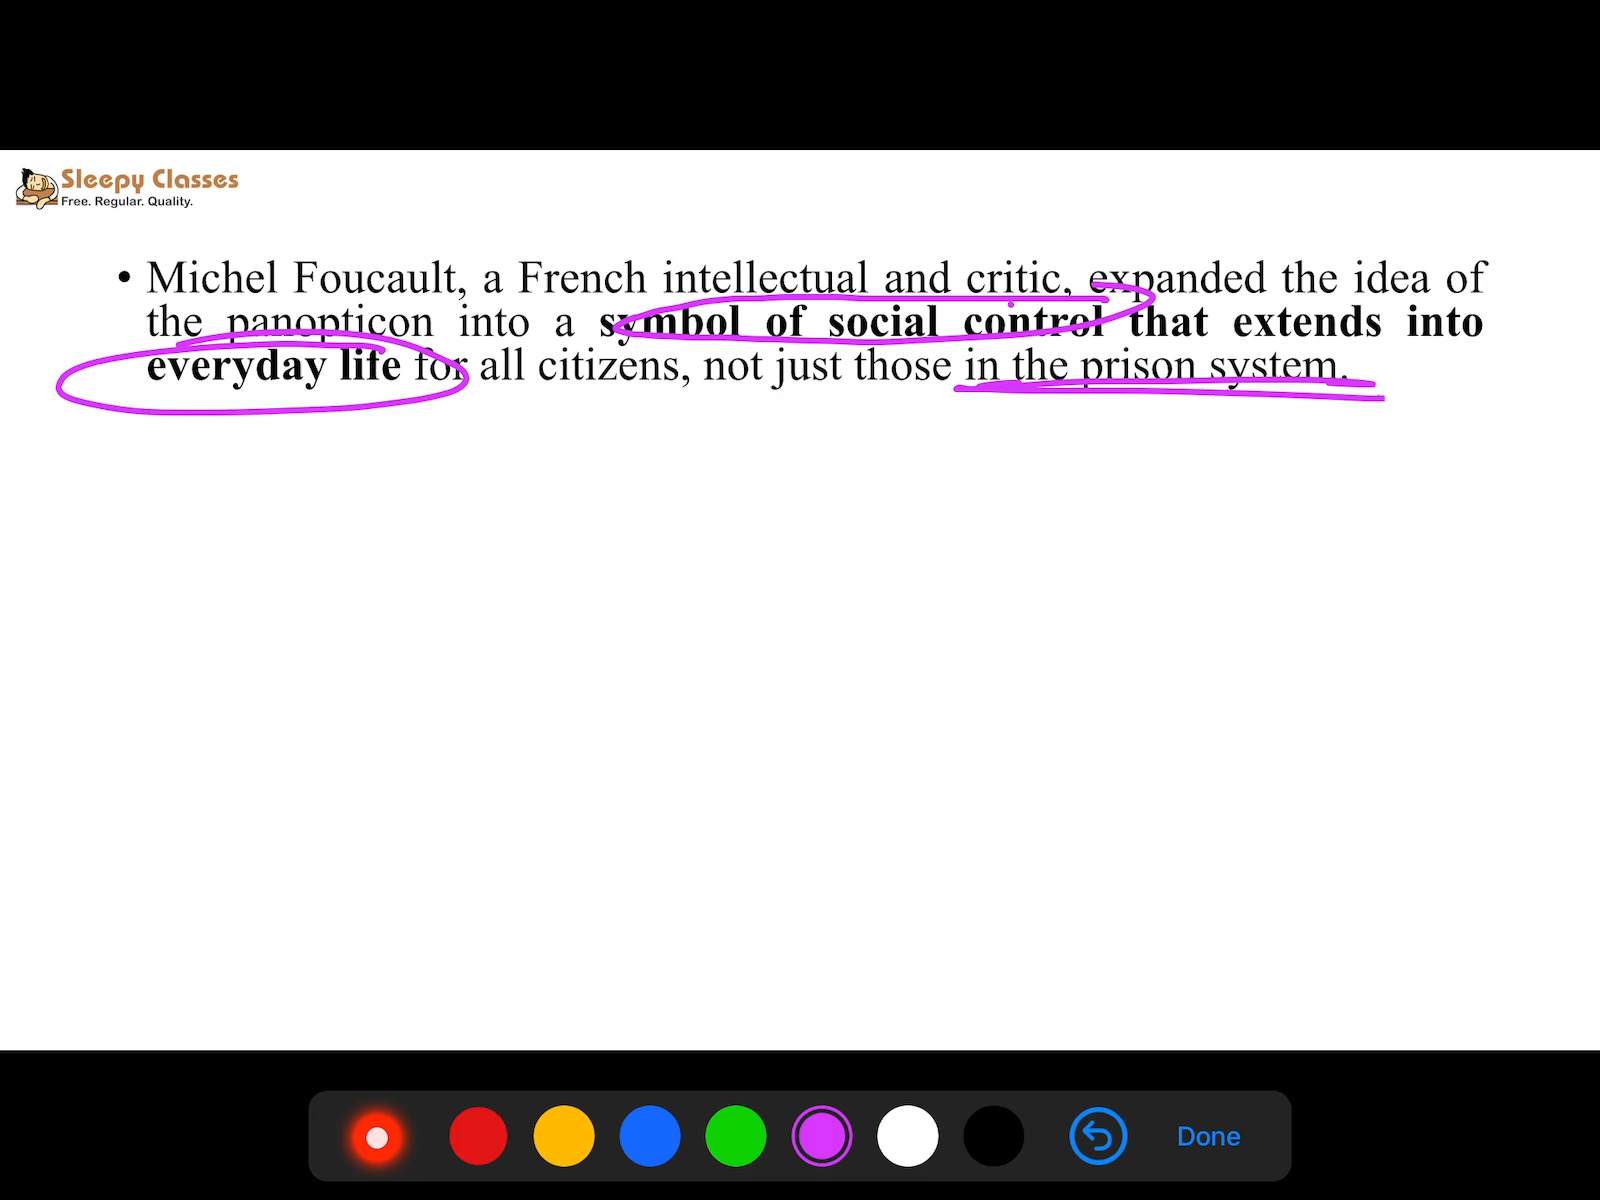 Sleepy Classes
Free. Regular. Quality.
• Michel Foucault, a French intellectual and critic, expanded the idea of
the panopticon into a symbol of social control that extends into
everyday life for all citizens, not just those in the prison system.
Done